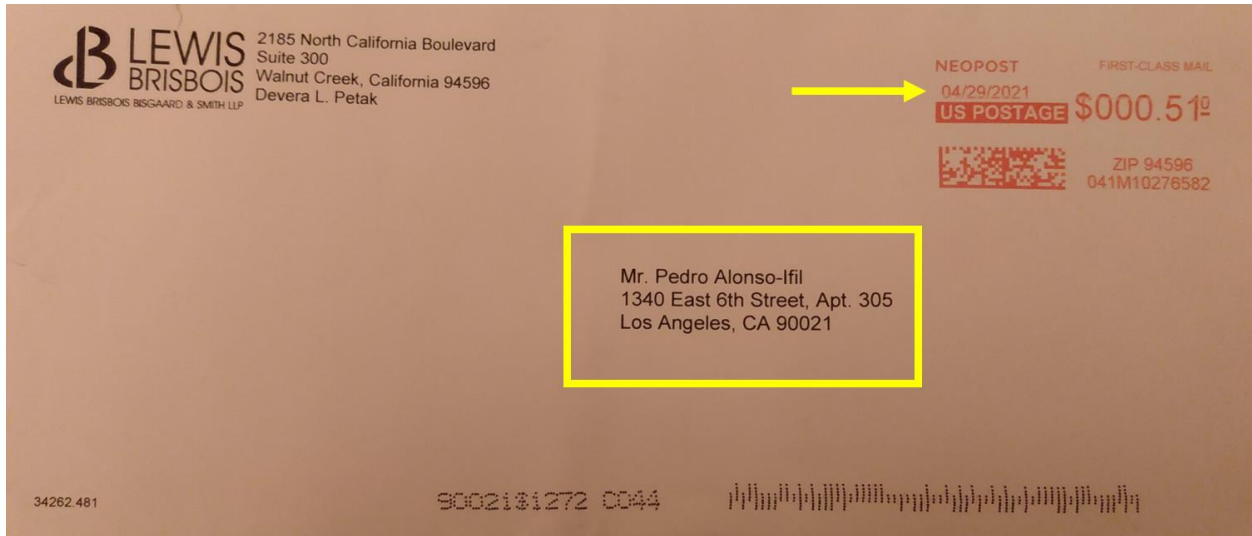 LEWIS
BRISBOIS
LEWIS BRISBOIS BISGAARD & SMITH LLP
2185 North California Boulevard
Suite 300
Walnut Creek, California 94596
Devera L. Petak
NEOPOST
FIRST-CLASS MAIL
04/29/2021
US POSTAGE
$000.51⁰
ZIP 94596
041M10276582
Mr. Pedro Alonso-Ifil
1340 East 6th Street, Apt. 305
Los Angeles, CA 90021
34262.481
90021$1272 C044